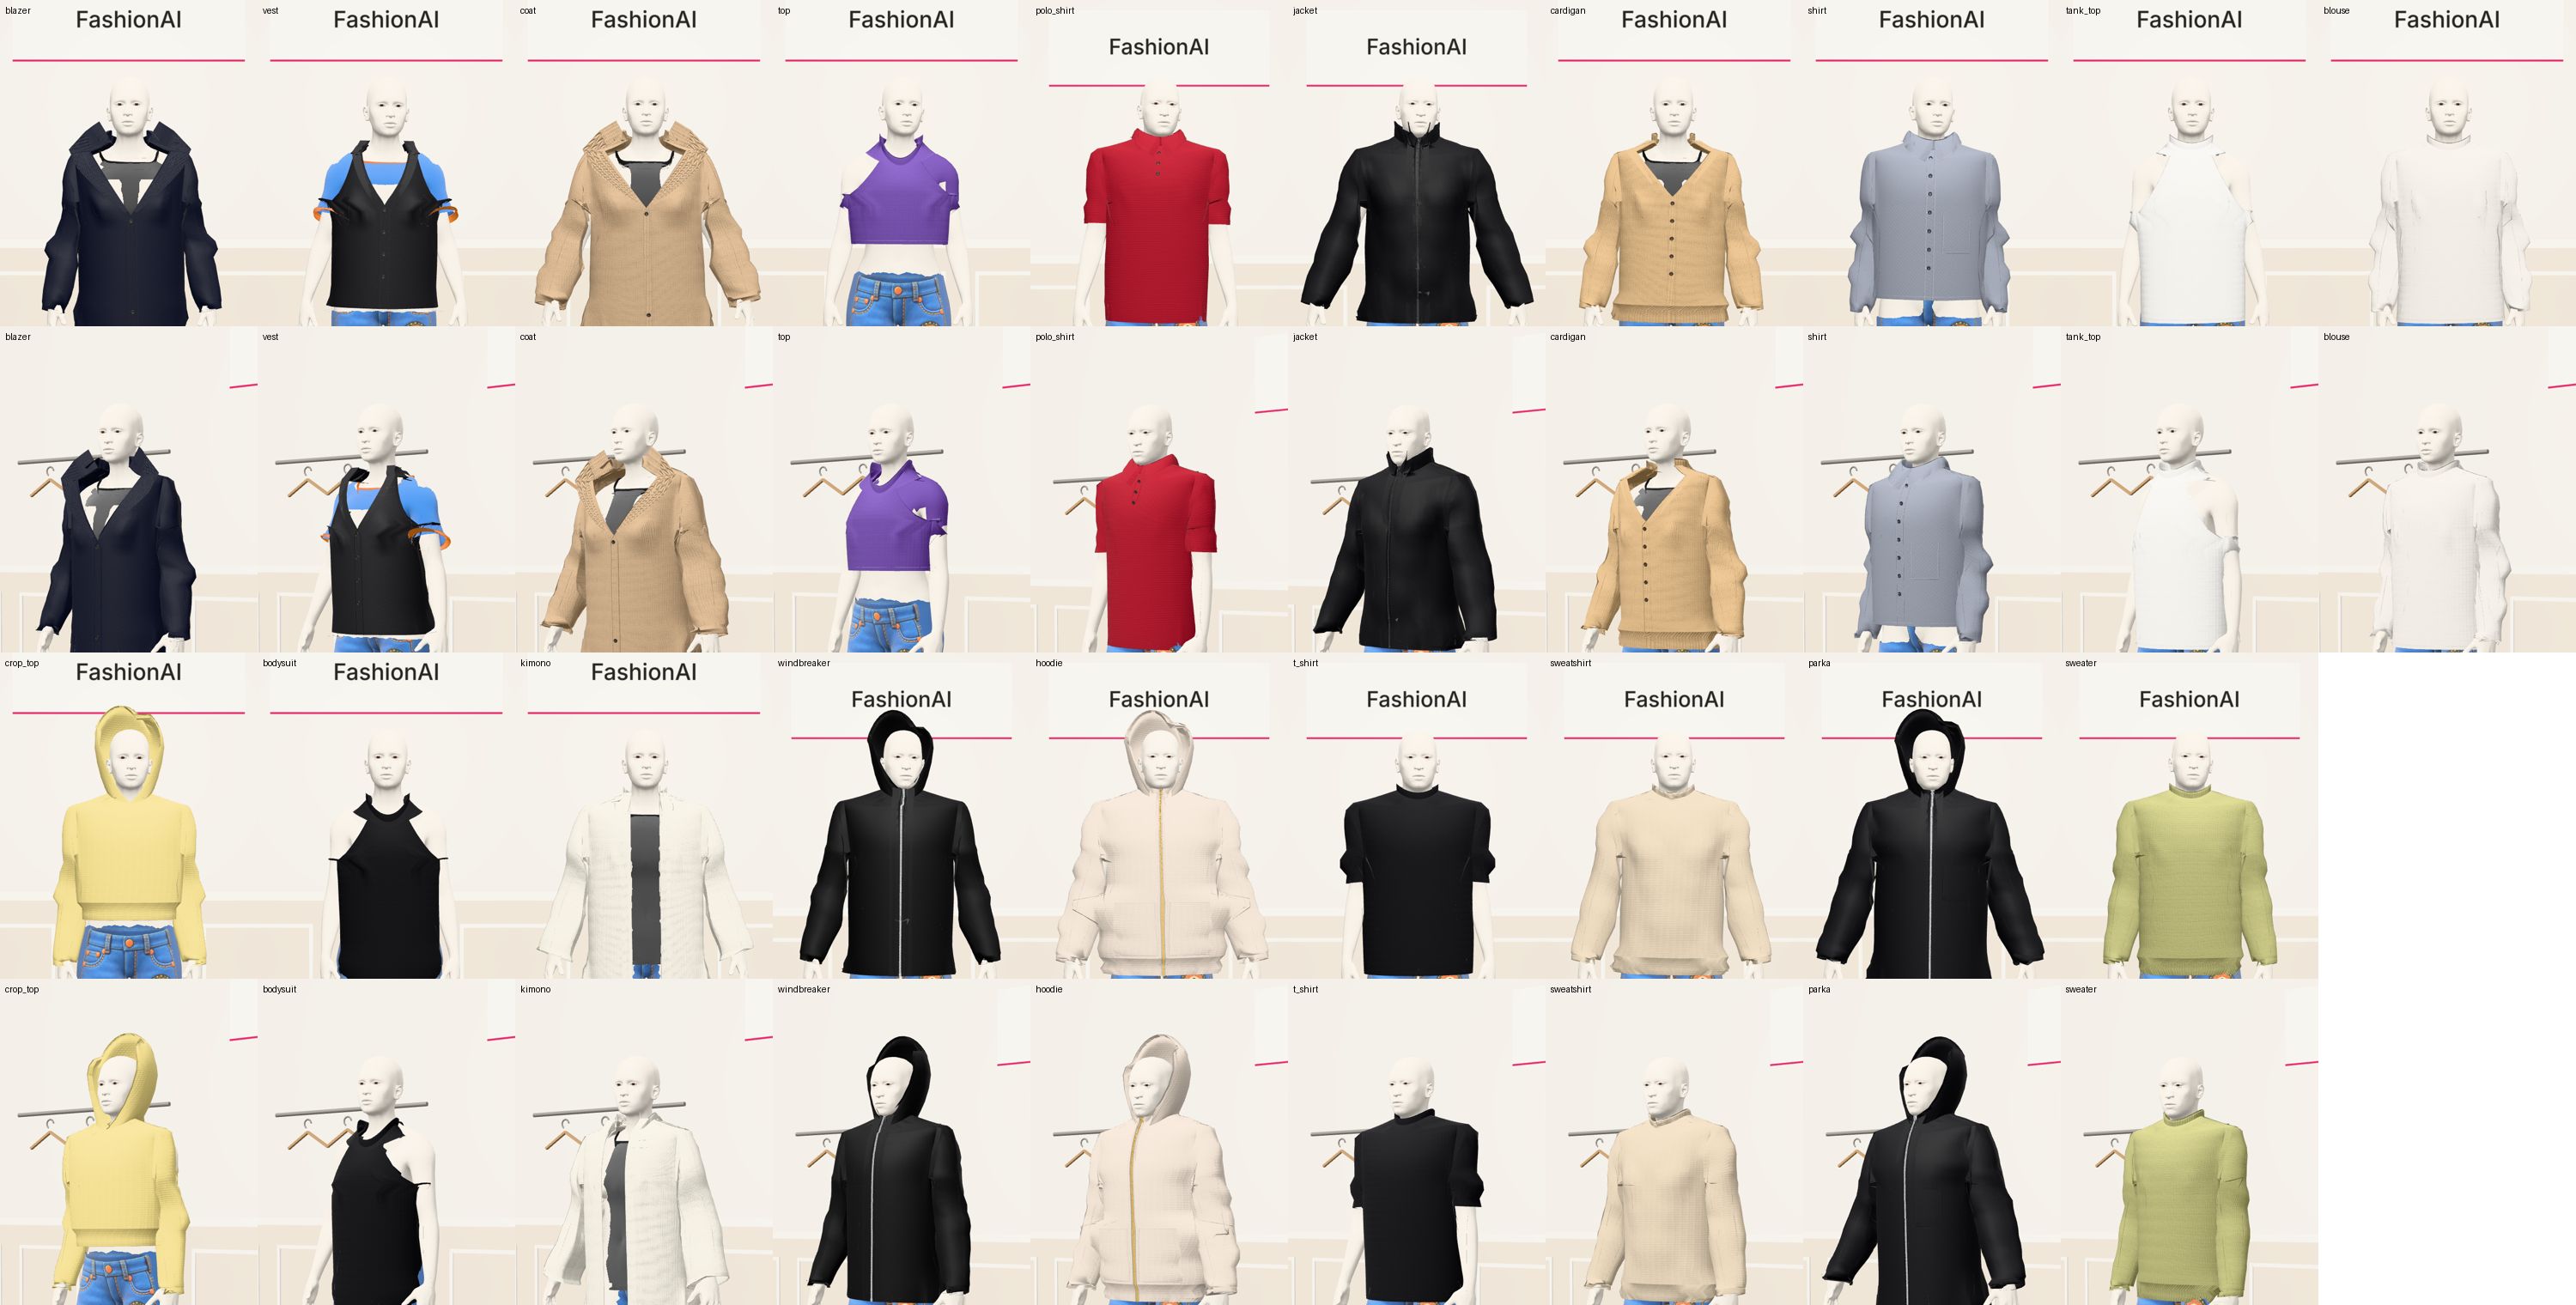 blazer
FashionAI
vest
FashionAI
coat
FashionAI
top
FashionAI
polo_shirt
FashionAI
jacket
FashionAI
cardigan
FashionAI
shirt
FashionAI
tank_top
FashionAI
blouse
FashionAI
blazer
vest
coat
top
polo_shirt
jacket
cardigan
shirt
tank_top
blouse
crop_top
FashionAI
bodysuit
FashionAI
kimono
FashionAI
windbreaker
FashionAI
hoodie
FashionAI
t_shirt
FashionAI
sweatshirt
FashionAI
parka
FashionAI
sweater
FashionAI
crop_top
bodysuit
kimono
windbreaker
hoodie
t_shirt
sweatshirt
parka
sweater